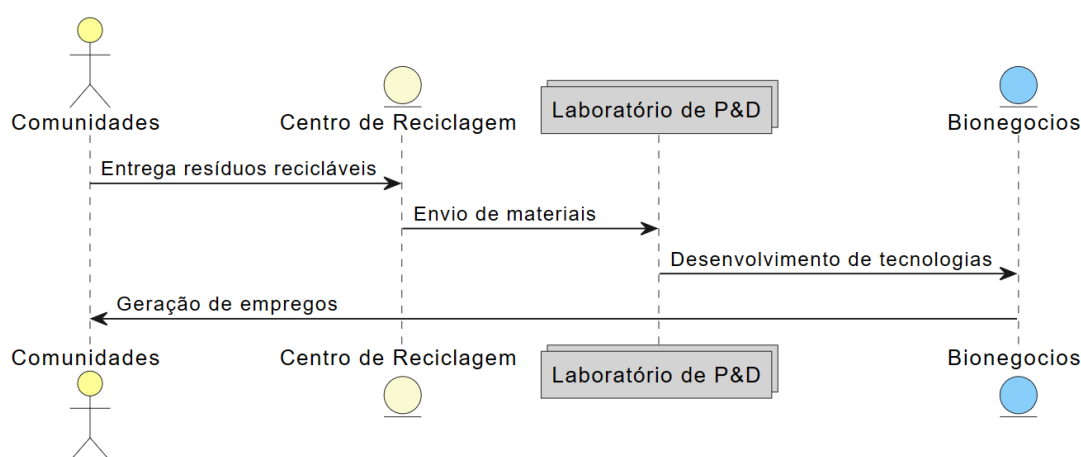 Comunidades
Centro de Reciclagem
Laboratório de P&D
Bionegocios
Entrega resíduos recicláveis
Envio de materiais
Desenvolvimento de tecnologias
Geração de empregos
Comunidades
Centro de Reciclagem
Laboratório de P&D
Bionegocios